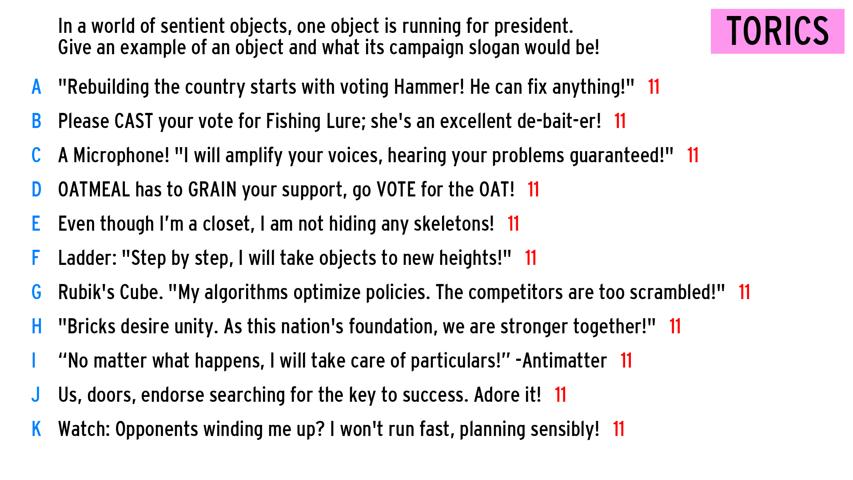 In a world of sentient objects, one object is running for president.
Give an example of an object and what its campaign slogan would be!
TORICS
A "Rebuilding the country starts with voting Hammer! He can fix anything!" 11
B Please CAST your vote for Fishing Lure; she's an excellent de-bait-er! 11
C A Microphone! "I will amplify your voices, hearing your problems guaranteed!" 11
D OATMEAL has to GRAIN your support, go VOTE for the OAT! 11
E Even though I’m a closet, I am not hiding any skeletons! 11
F Ladder: "Step by step, I will take objects to new heights!" 11
G Rubik's Cube. "My algorithms optimize policies. The competitors are too scrambled!" 11
H "Bricks desire unity. As this nation's foundation, we are stronger together!" 11
I “No matter what happens, I will take care of particulars!” -Antimatter 11
J Us, doors, endorse searching for the key to success. Adore it! 11
K Watch: Opponents winding me up? I won't run fast, planning sensibly! 11